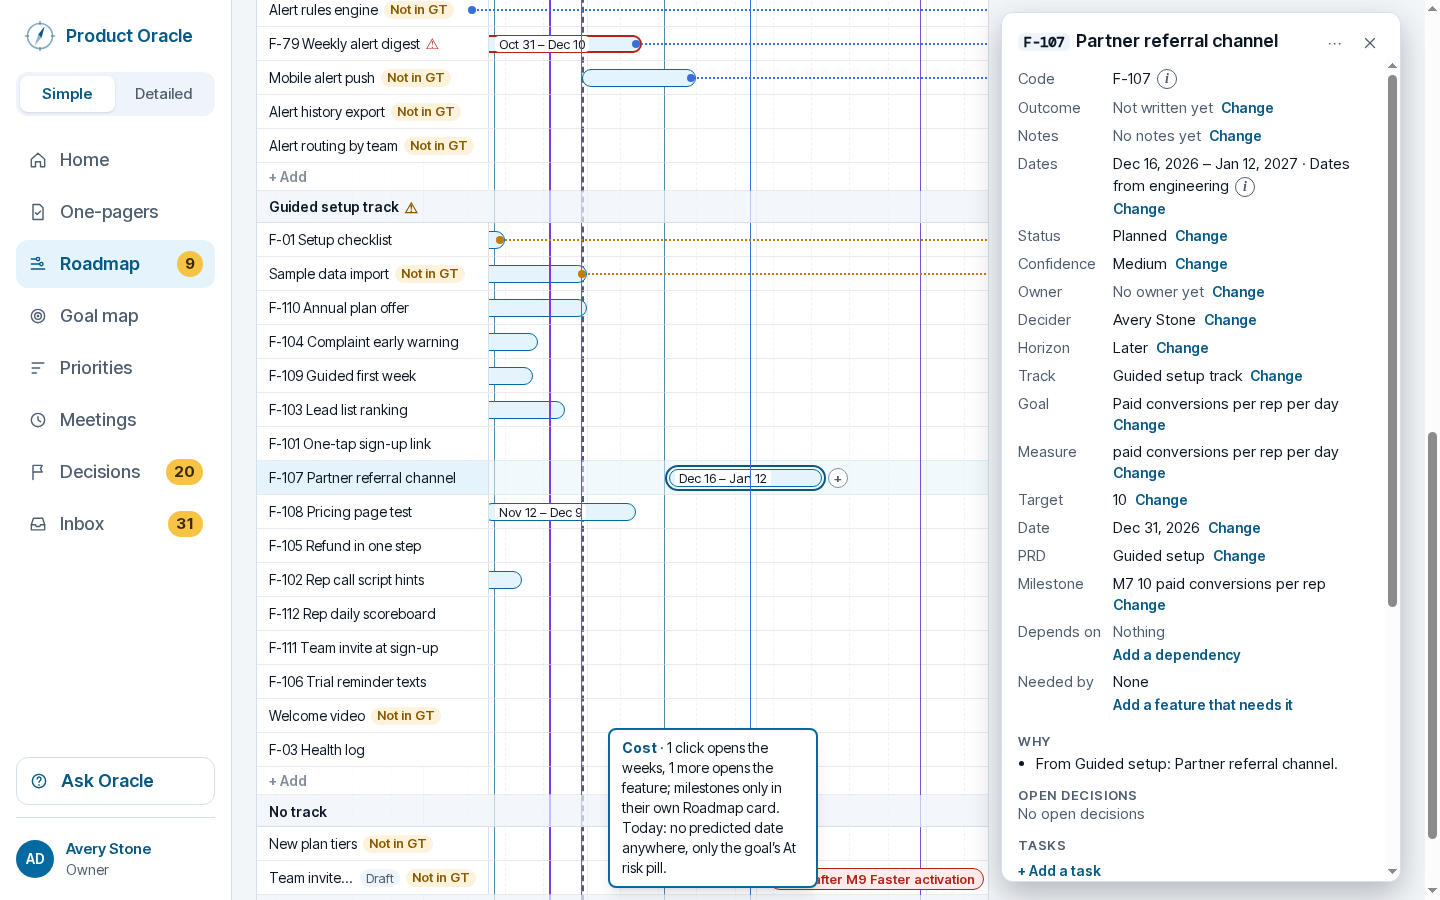 Product Oracle
Simple
Detailed
Home
One-pagers
Roadmap
9
Goal map
Priorities
Meetings
Decisions
20
Inbox
31
Ask Oracle
AD
Avery Stone
Owner
Alert rules engine Not in GT
F-79 Weekly alert digest
Oct 31 – Dec 10
Mobile alert push Not in GT
Alert history export Not in GT
Alert routing by team Not in GT
+ Add
Guided setup track
F-01 Setup checklist
Sample data import Not in GT
F-110 Annual plan offer
F-104 Complaint early warning
F-109 Guided first week
F-103 Lead list ranking
F-101 One-tap sign-up link
F-107 Partner referral channel
Dec 16 – Jan 12
+
F-108 Pricing page test
Nov 12 – Dec 9
F-105 Refund in one step
F-102 Rep call script hints
F-112 Rep daily scoreboard
F-111 Team invite at sign-up
F-106 Trial reminder texts
Welcome video Not in GT
F-03 Health log
+ Add
No track
New plan tiers Not in GT
Team invite... Draft Not in GT
after M9 Faster activation
Cost · 1 click opens the
weeks, 1 more opens the
feature; milestones only in
their own Roadmap card.
Today: no predicted date
anywhere, only the goal's At
risk pill.
F-107 Partner referral channel
Code F-107 i
Outcome Not written yet Change
Notes No notes yet Change
Dates Dec 16, 2026 – Jan 12, 2027 · Dates
from engineering i
Change
Status Planned Change
Confidence Medium Change
Owner No owner yet Change
Decider Avery Stone Change
Horizon Later Change
Track Guided setup track Change
Goal Paid conversions per rep per day
Change
Measure paid conversions per rep per day
Change
Target 10 Change
Date Dec 31, 2026 Change
PRD Guided setup Change
Milestone M7 10 paid conversions per rep
Change
Depends on Nothing
Add a dependency
Needed by None
Add a feature that needs it
WHY
• From Guided setup: Partner referral channel.
OPEN DECISIONS
No open decisions
TASKS
+ Add a task